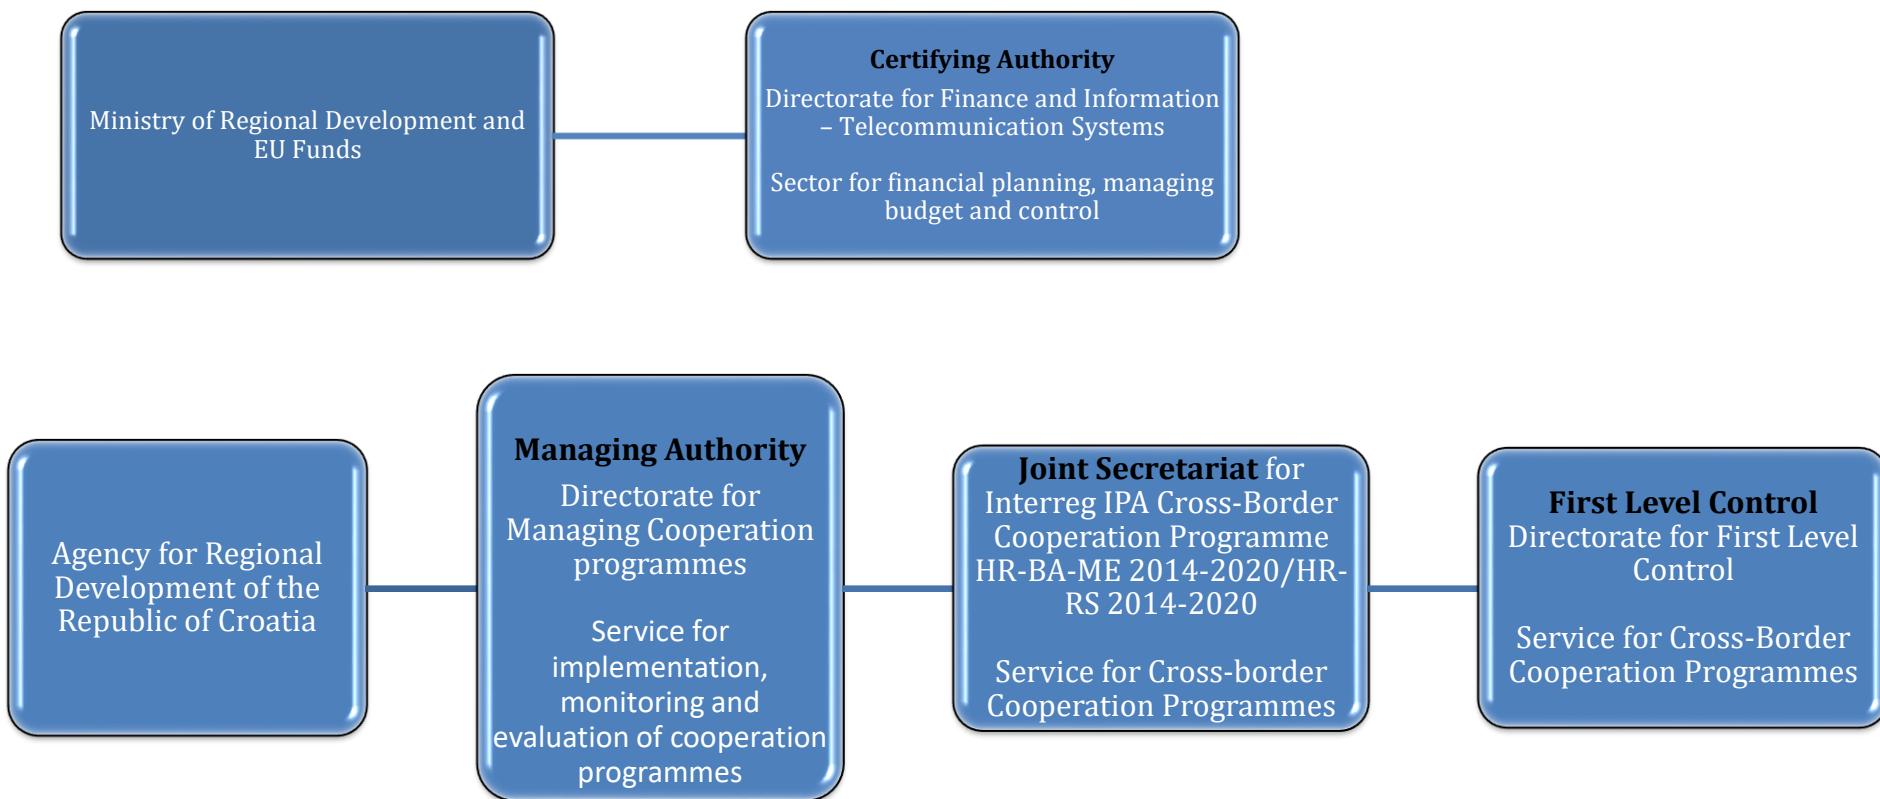 Ministry of Regional Development and
EU Funds
Certifying Authority
Directorate for Finance and Information
– Telecommunication Systems
Sector for financial planning, managing
budget and control
Agency for Regional
Development of the
Republic of Croatia
Managing Authority
Directorate for
Managing Cooperation
programmes
Service for
implementation,
monitoring and
evaluation of cooperation
programmes
Joint Secretariat for
Interreg IPA Cross-Border
Cooperation Programme
HR-BA-ME 2014-2020/HR-
RS 2014-2020
Service for Cross-border
Cooperation Programmes
First Level Control
Directorate for First Level
Control
Service for Cross-Border
Cooperation Programmes